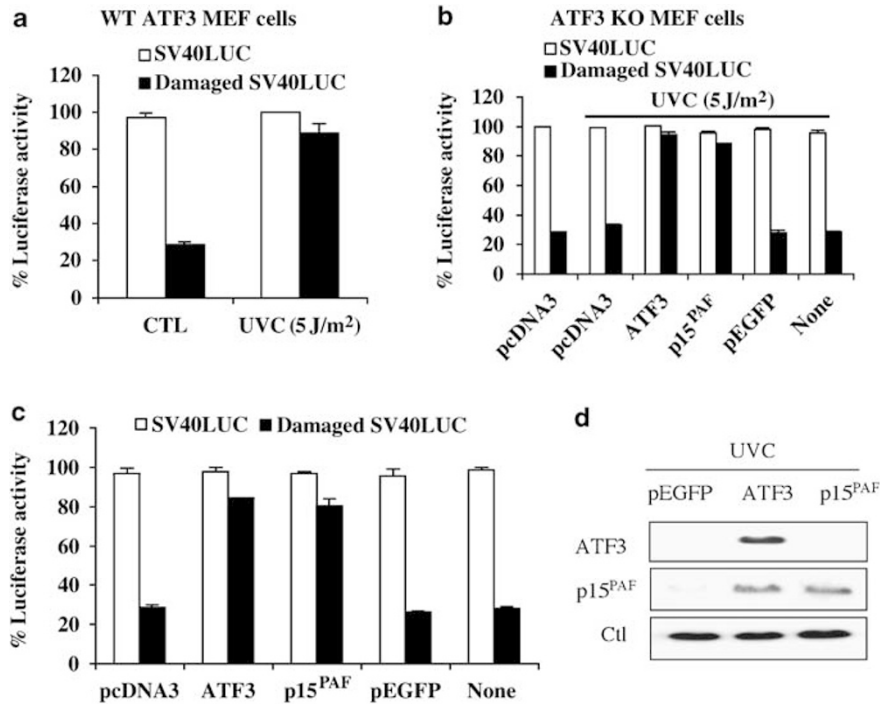 a WT ATF3 MEF cells
SV40LUC
Damaged SV40LUC
120
100
80
60
40
20
0
% Luciferase activity
CTL UVC (5 J/m²)
b ATF3 KO MEF cells
SV40LUC
Damaged SV40LUC
UVC (5 J/m²)
120
100
80
60
40
20
0
% Luciferase activity
pcDNA3 pcDNA3 ATF3 p15ᴾᴬF pEGFP None
c SV40LUC Damaged SV40LUC
120
100
80
60
40
20
0
% Luciferase activity
pcDNA3 ATF3 p15ᴾᴬF pEGFP None
d
UVC
pEGFP ATF3 p15ᴾᴬF
ATF3
p15ᴾᴬF
Ctl